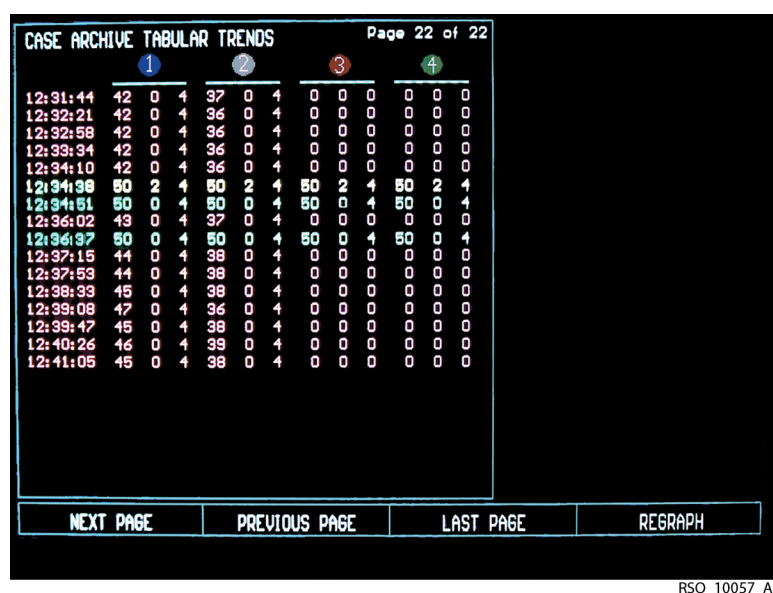 CASE ARCHIVE TABULAR TRENDS Page 22 of 22
1 2 3 4
12:31:44 42 0 4 37 0 4 0 0 0 0 0 0
12:32:21 42 0 4 36 0 4 0 0 0 0 0 0
12:32:58 42 0 4 36 0 4 0 0 0 0 0 0
12:33:34 42 0 4 36 0 4 0 0 0 0 0 0
12:34:10 42 0 4 36 0 4 0 0 0 0 0 0
12:34:38 50 2 4 50 2 4 50 2 4 50 2 4
12:34:51 50 0 4 50 0 4 50 0 4 50 0 4
12:36:02 43 0 4 37 0 4 0 0 0 0 0 0
12:36:37 50 0 4 50 0 4 50 0 4 50 0 4
12:37:15 44 0 4 38 0 4 0 0 0 0 0 0
12:37:53 44 0 4 38 0 4 0 0 0 0 0 0
12:38:33 45 0 4 38 0 4 0 0 0 0 0 0
12:39:08 47 0 4 36 0 4 0 0 0 0 0 0
12:39:47 45 0 4 38 0 4 0 0 0 0 0 0
12:40:26 46 0 4 39 0 4 0 0 0 0 0 0
12:41:05 45 0 4 38 0 4 0 0 0 0 0 0
NEXT PAGE PREVIOUS PAGE LAST PAGE REGRAPH
RSO_10057_A